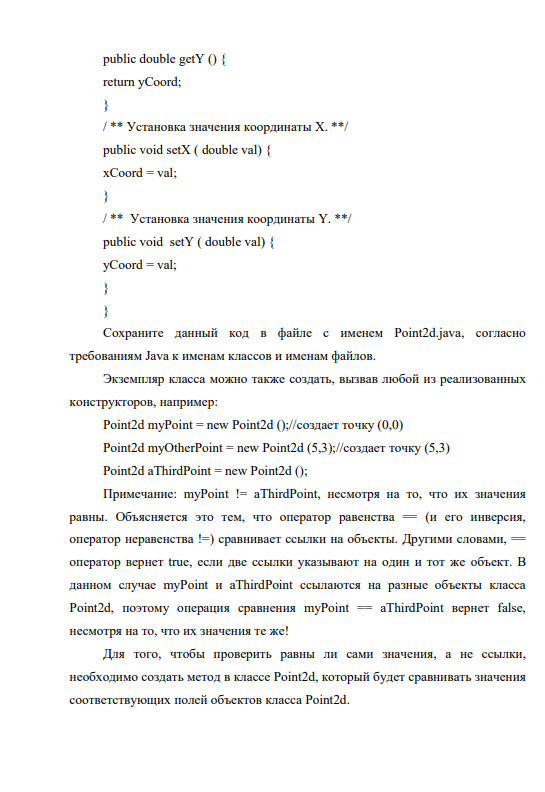 public double getY () {
return yCoord;
}
/ ** Установка значения координаты X. **/
public void setX ( double val) {
xCoord = val;
}
/ **  Установка значения координаты Y. **/
public void  setY ( double val) {
yCoord = val;
}
}
Сохраните данный код в файле с именем Point2d.java, согласно
требованиям Java к именам классов и именам файлов.
Экземпляр класса можно также создать, вызвав любой из реализованных
конструкторов, например:
Point2d myPoint = new Point2d ();//создает точку (0,0)
Point2d myOtherPoint = new Point2d (5,3);//создает точку (5,3)
Point2d aThirdPoint = new Point2d ();
Примечание: myPoint != aThirdPoint, несмотря на то, что их значения
равны. Объясняется это тем, что оператор равенства == (и его инверсия,
оператор неравенства !=) сравнивает ссылки на объекты. Другими словами, ==
оператор вернет true, если две ссылки указывают на один и тот же объект. В
данном случае myPoint и aThirdPoint ссылаются на разные объекты класса
Point2d, поэтому операция сравнения myPoint == aThirdPoint вернет false,
несмотря на то, что их значения те же!
Для того, чтобы проверить равны ли сами значения, а не ссылки,
необходимо создать метод в классе Point2d, который будет сравнивать значения
соответствующих полей объектов класса Point2d.